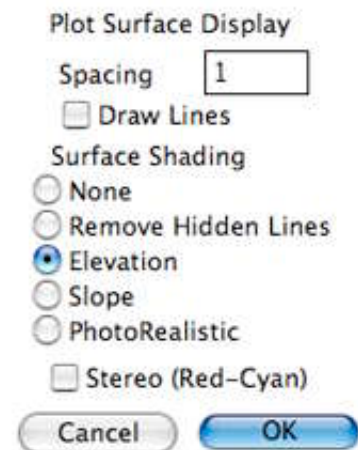 Plot Surface Display
Spacing 1
Draw Lines
Surface Shading
None
Remove Hidden Lines
Elevation
Slope
PhotoRealistic
Stereo (Red-Cyan)
Cancel OK